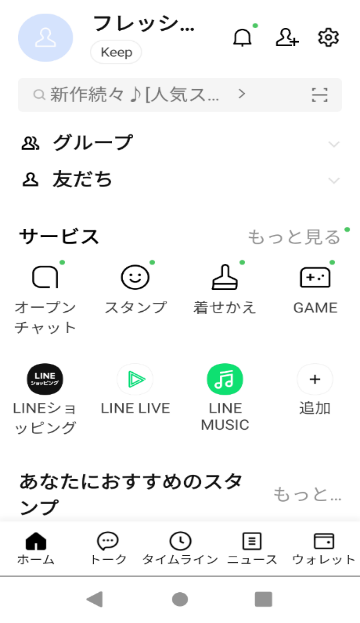 フレッシ...
Keep
新作続々♪[人気ス...
グループ
友だち
サービス
もっと見る
オープン
チャット
スタンプ
着せかえ
GAME
LINE
ショッピング
LINEショ
ッピング
LINE LIVE
LINE
MUSIC
追加
あなたにおすすめのスタ
ンプ
もっと...
ホーム
トーク
タイムライン
ニュース
ウォレット